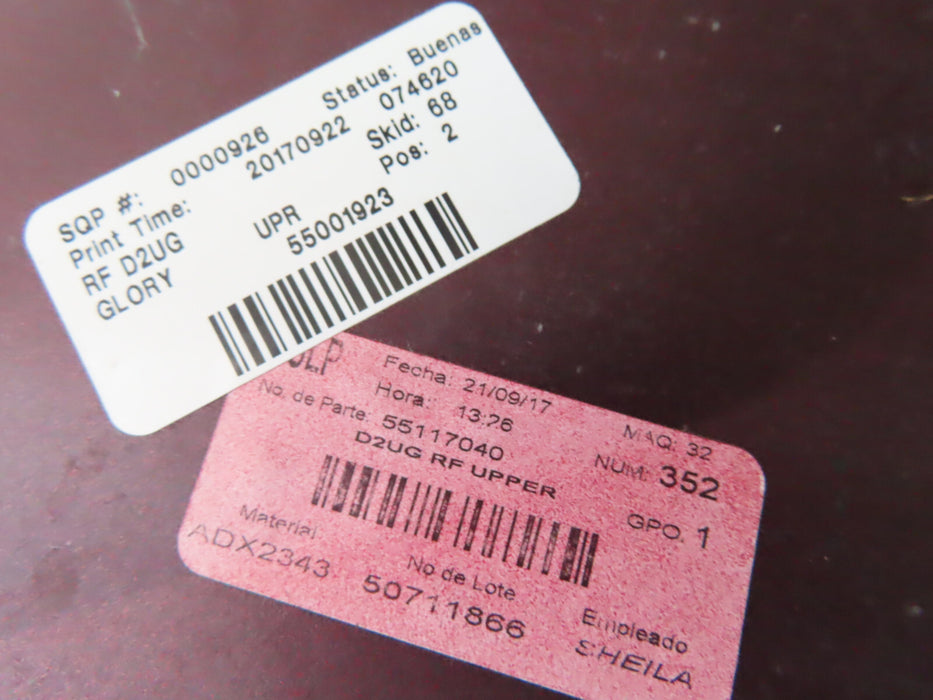 SQP #: 0000926 Status: Buenas
Print Time: 20170922 074620
RF D2UG Skid: 68
GLORY UPR Pos: 2
55001923
Fecha: 21/09/17
Hora: 13:26 MAQ: 32
No. de Parte: 55117040 NUM: 352
D2UG RF UPPER
GPO. 1
Material:
ADX2343
No de Lote
50711866
Empleado
SHEILA